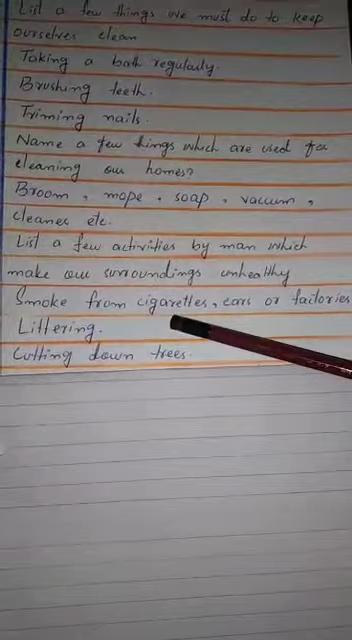 List a few things we must do to keep
ourselves clean
Taking a bath regularly.
Brushing teeth.
Triming nails.
Name a few things which are used for
cleaning our homes?
Broom, mope, soap, vacuum,
cleaner etc.
List a few activities by man which
make our surroundings unhealthy
Smoke from cigarettes, cars or failories
Littering.
Cutting down trees.